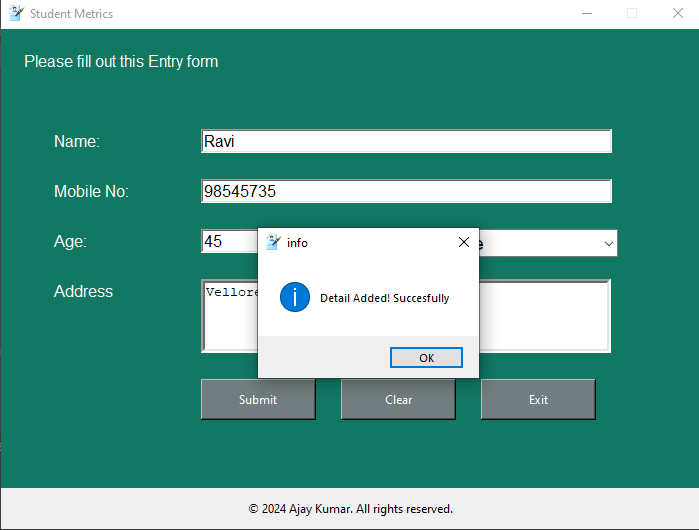 Student Metrics
Please fill out this Entry form
Name: Ravi
Mobile No: 98545735
Age: 45
info
Address Vellore
Detail Added! Succesfully
OK
Submit Clear Exit
© 2024 Ajay Kumar. All rights reserved.